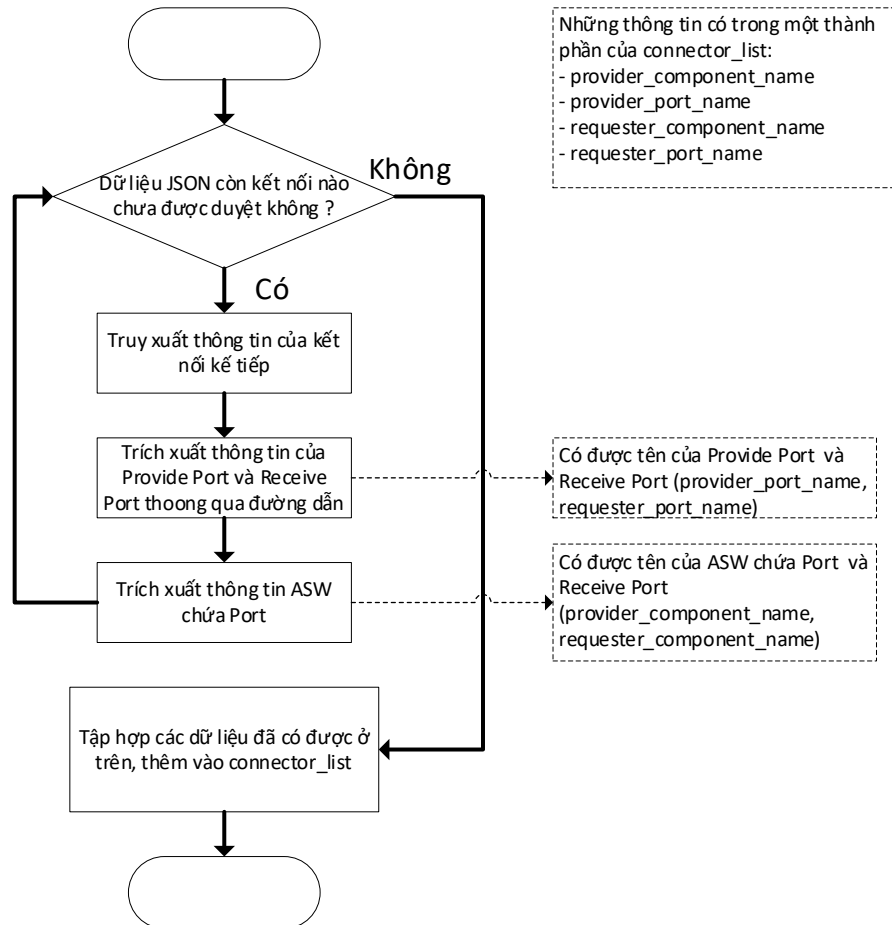 Những thông tin có trong một thành
phần của connector_list:
- provider_component_name
- provider_port_name
- requester_component_name
- requester_port_name
Không
Dữ liệu JSON còn kết nối nào
chưa được duyệt không ?
Có
Truy xuất thông tin của kết
nối kế tiếp
Trích xuất thông tin của
Provide Port và Receive
Port thoong qua đường dẫn
Có được tên của Provide Port và
Receive Port (provider_port_name,
requester_port_name)
Trích xuất thông tin ASW
chứa Port
Có được tên của ASW chứa Port và
Receive Port
(provider_component_name,
requester_component_name)
Tập hợp các dữ liệu đã có được ở
trên, thêm vào connector_list